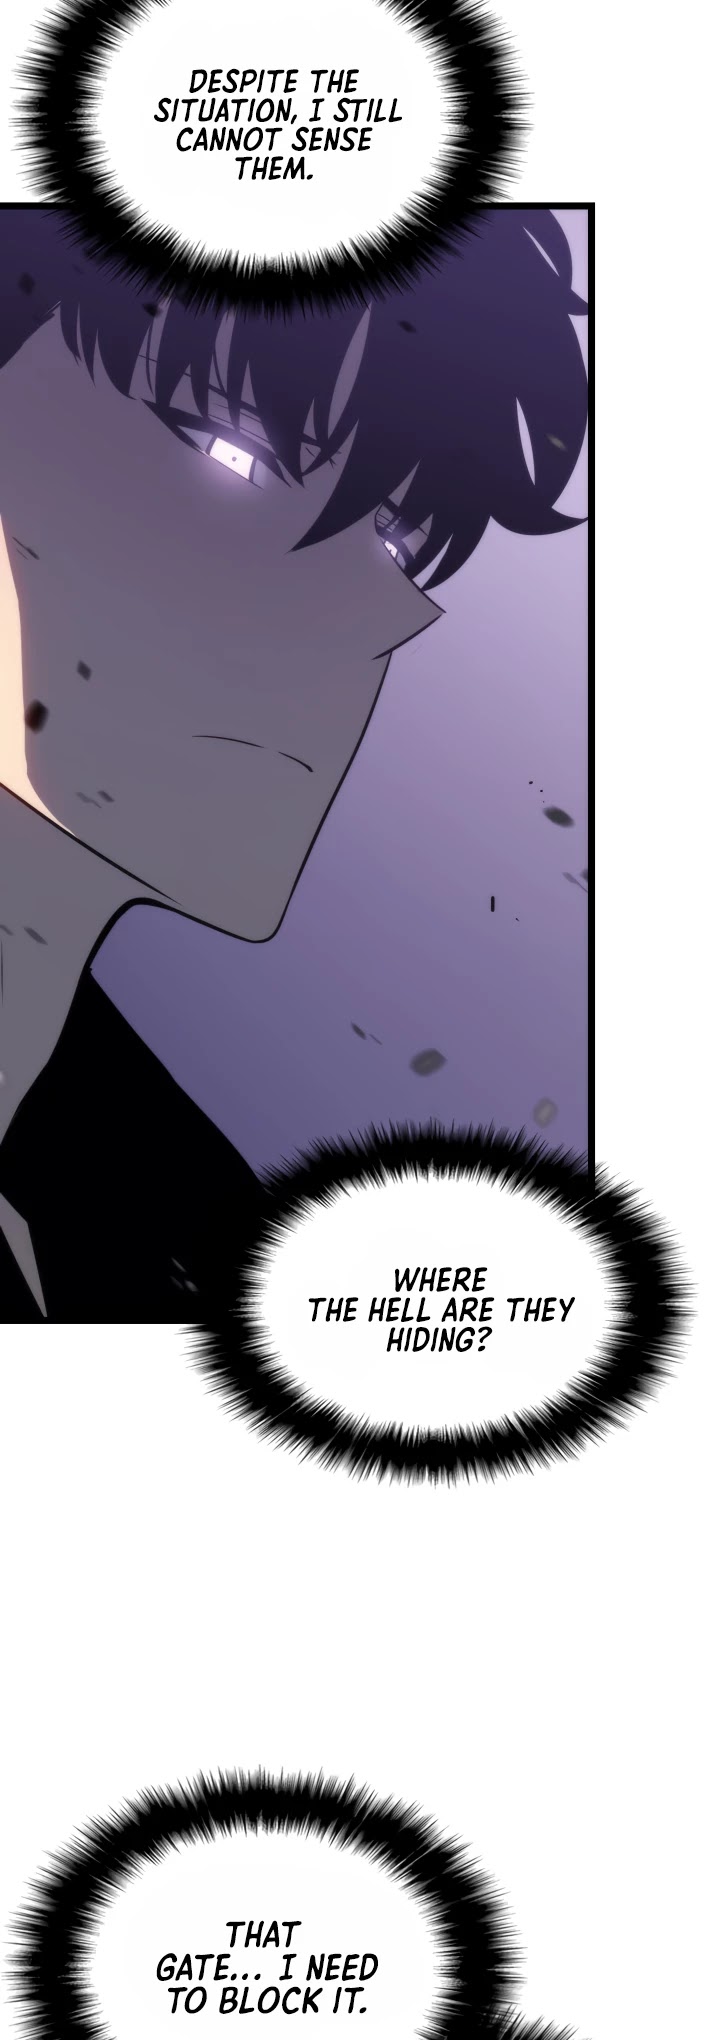 DESPITE THE
SITUATION, I STILL
CANNOT SENSE
THEM.
WHERE
THE HELL ARE THEY
HIDING?
THAT
GATE... I NEED
TO BLOCK IT.